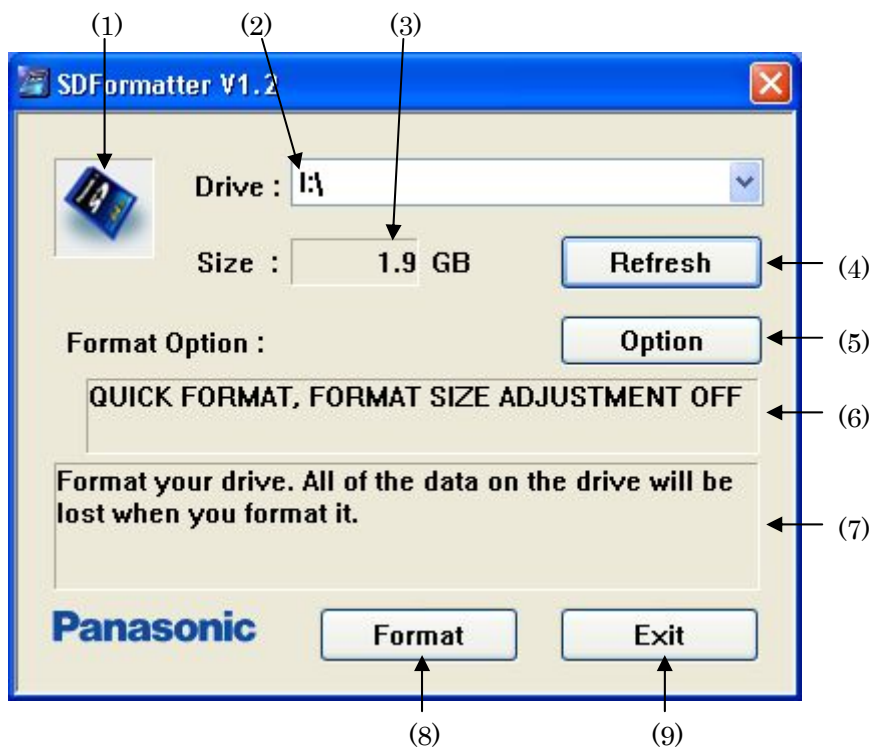 (1) (2) (3)
SDFormatter V1.2
Drive : I:\
Size : 1.9 GB Refresh (4)
Format Option : Option (5)
QUICK FORMAT, FORMAT SIZE ADJUSTMENT OFF (6)
Format your drive. All of the data on the drive will be
lost when you format it.
(7)
Panasonic Format Exit
(8) (9)